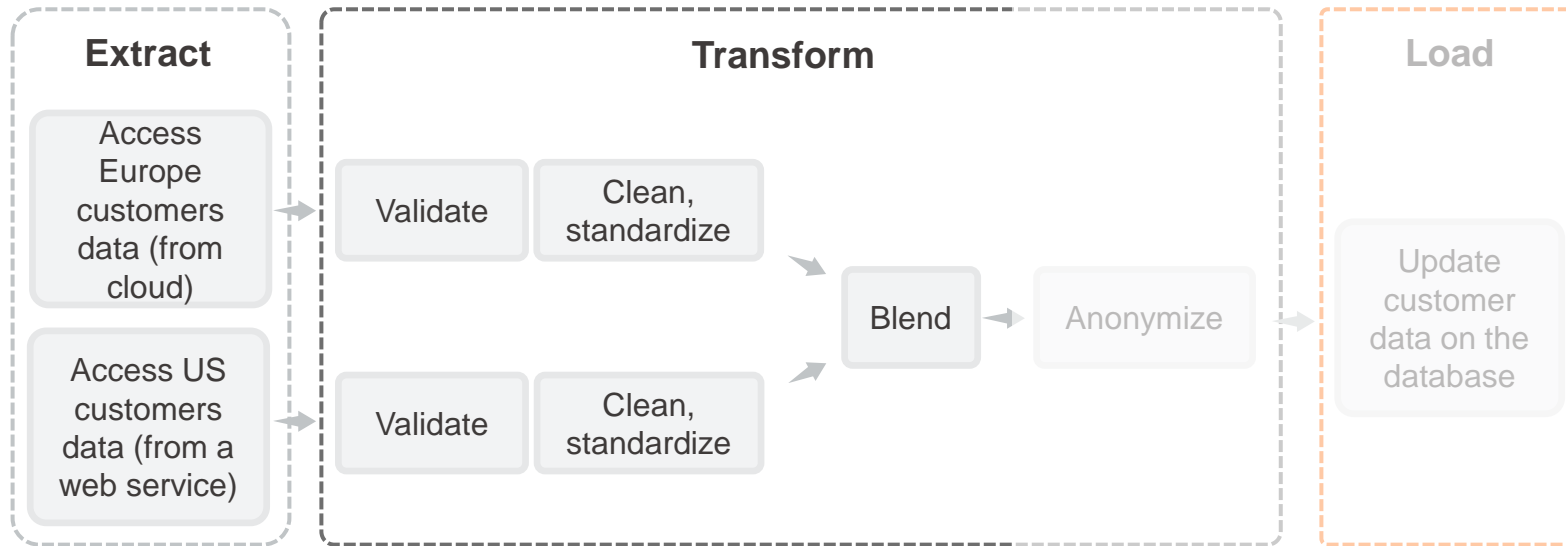 Extract
Access
Europe
customers
data (from
cloud)
Access US
customers
data (from a
web service)
Transform
Validate
Clean,
standardize
Validate
Clean,
standardize
Blend
Anonymize
Load
Update
customer
data on the
database